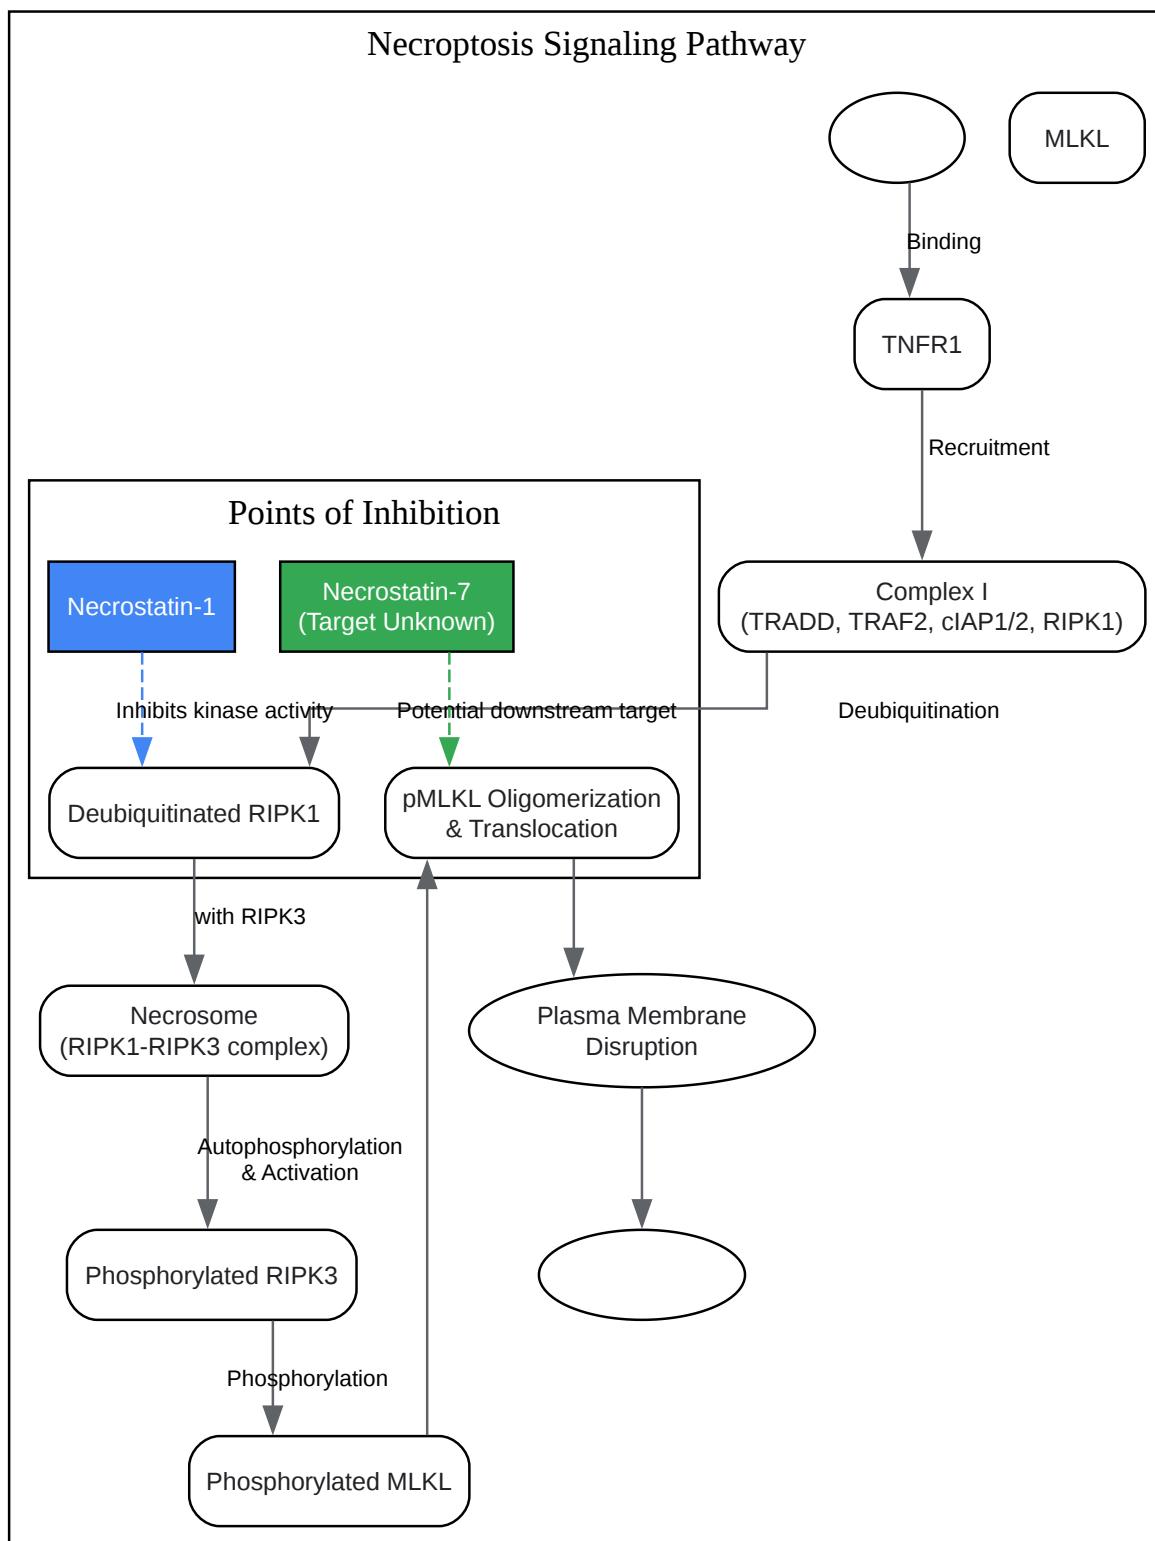 Necroptosis Signaling Pathway
MLKL
Binding
TNFR1
Recruitment
Points of Inhibition
Necrostatin-1
Necrostatin-7
(Target Unknown)
Complex I
(TRADD, TRAF2, cIAP1/2, RIPK1)
Inhibits kinase activity
Potential downstream target
Deubiquitination
Deubiquitinated RIPK1
pMLKL Oligomerization
& Translocation
with RIPK3
Necrosome
(RIPK1-RIPK3 complex)
Plasma Membrane
Disruption
Autophosphorylation
& Activation
Phosphorylated RIPK3
Phosphorylation
Phosphorylated MLKL